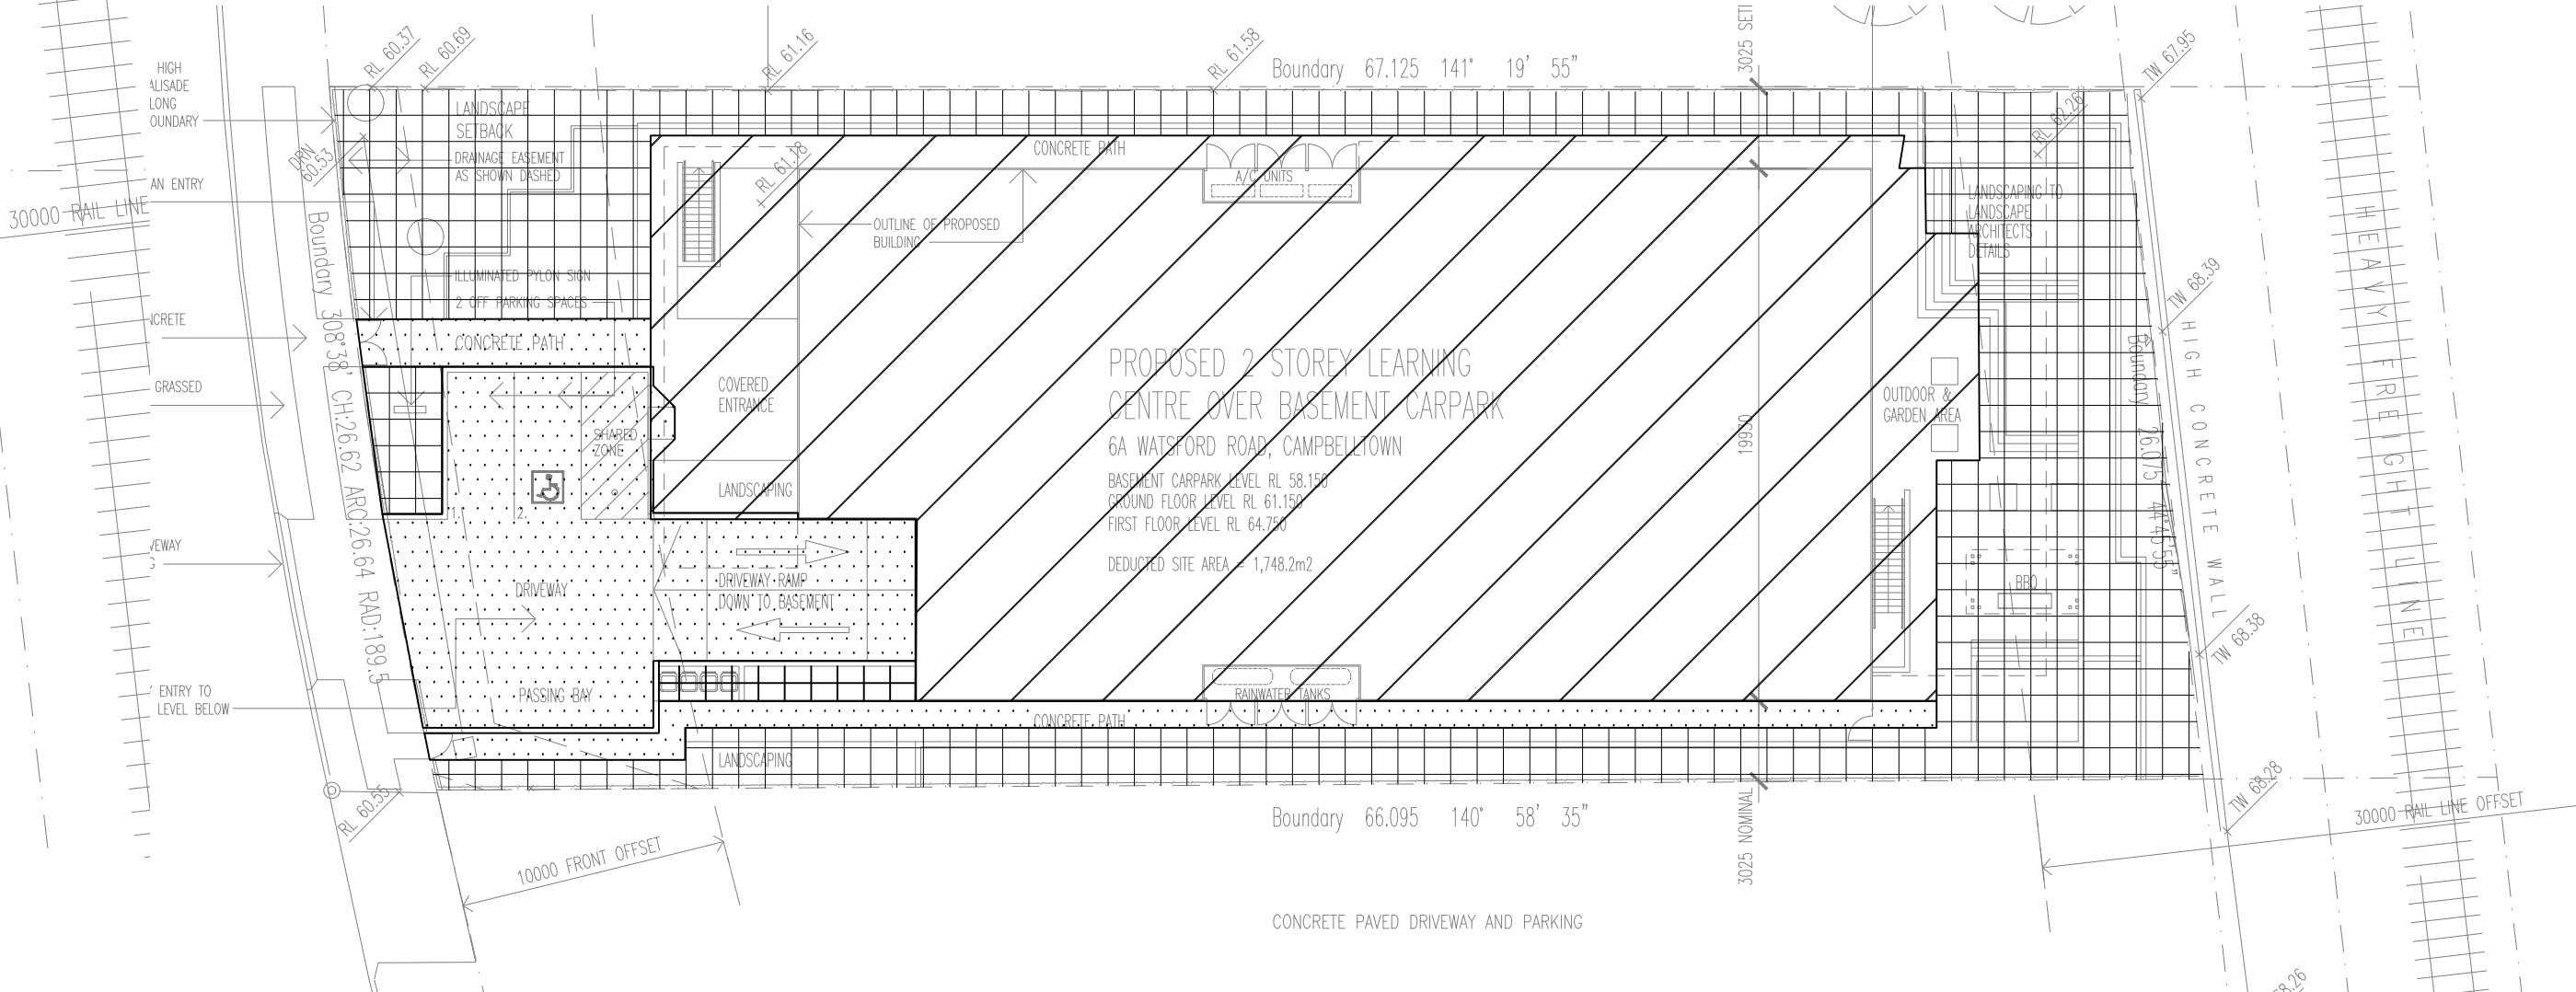 RL 60.37
RL 60.69
RL 61.16
RL 61.58
Boundary 67.125 141° 19' 55"
3025
TW 67.95
HIGH
ALISADE
LONG
OUNDARY
LANDSCAPE
SETBACK
DRN
60.53
DRAINAGE EASEMENT
AS SHOWN DASHED
AN ENTRY
30000 RAIL LINE
RL 61.18
CONCRETE PATH
A/C UNITS
RL 62.26
LANDSCAPING TO
LANDSCAPE
ARCHITECTS
DETAILS
OUTLINE OF PROPOSED
BUILDING
ILLUMINATED PYLON SIGN
2 OFF PARKING SPACES
Boundary 308°38' CH:26.62 ARC:26.64 RAD:189.5
NCRETE
CONCRETE PATH
GRASSED
COVERED
ENTRANCE
SHARED
ZONE
1.
2.
LANDSCAPING
PROPOSED 2 STOREY LEARNING
CENTRE OVER BASEMENT CARPARK
6A WATSFORD ROAD, CAMPBELLTOWN
BASEMENT CARPARK LEVEL RL 58.150
GROUND FLOOR LEVEL RL 61.150
FIRST FLOOR LEVEL RL 64.750
DEDUCTED SITE AREA = 1,748.2m2
19950
OUTDOOR &
GARDEN AREA
TW 68.39
HIGH CONCRETE WALL
HEAVY FREIGHT LINE
Boundary 26.075
BBQ
VEWAY
G
DRIVEWAY
DRIVEWAY RAMP
DOWN TO BASEMENT
TW 68.38
ENTRY TO
LEVEL BELOW
PASSING BAY
RAINWATER TANKS
CONCRETE PATH
LANDSCAPING
RL 60.55
TW 68.28
Boundary 66.095 140° 58' 35"
3025 NOMINAL
30000 RAIL LINE OFFSET
10000 FRONT OFFSET
CONCRETE PAVED DRIVEWAY AND PARKING